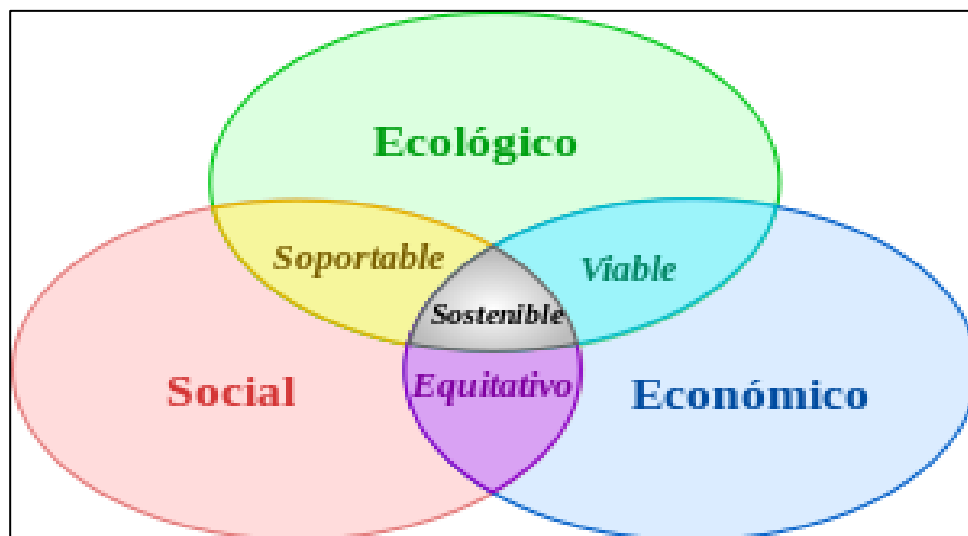 Ecológico
Soportable
Viable
Sostenible
Social
Equitativo
Económico